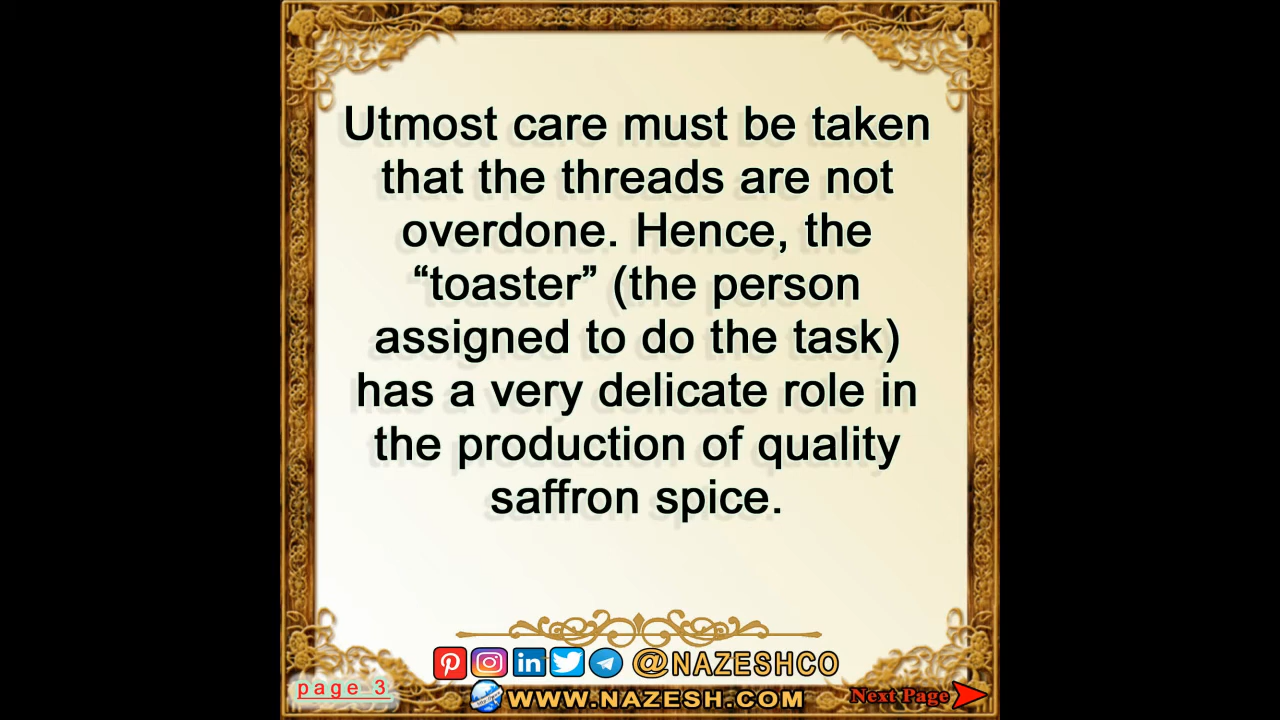 Utmost care must be taken
that the threads are not
overdone. Hence, the
“toaster” (the person
assigned to do the task)
has a very delicate role in
the production of quality
saffron spice.
@NAZESHCO
page 3
WWW.NAZESH.COM
Next Page